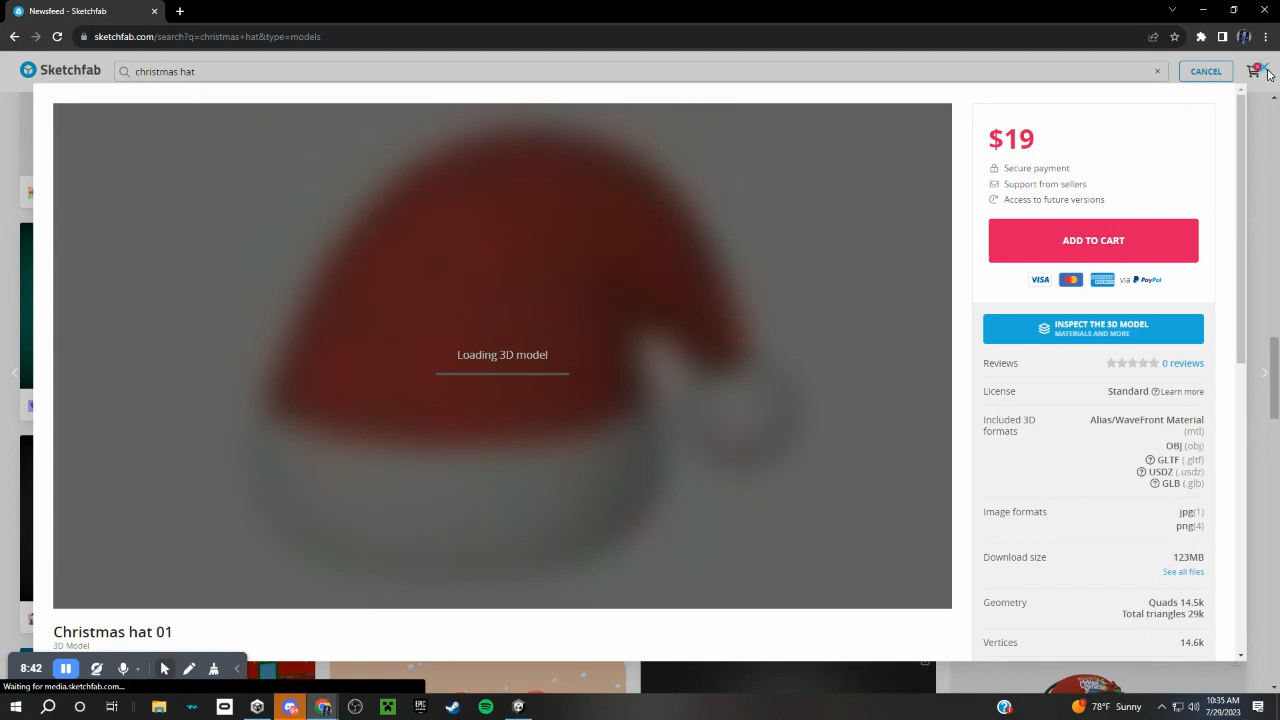 Newsfeed - Sketchfab
sketchfab.com/search?q=christmas+hat&type=models
Sketchfab
christmas hat
CANCEL
$19
Secure payment
Support from sellers
Access to future versions
ADD TO CART
VISA
via PayPal
INSPECT THE 3D MODEL
MATERIALS AND MORE
Loading 3D model
Reviews 0 reviews
License Standard Learn more
Included 3D formats
Alias/WaveFront Material
(mtl)
OBJ (obj)
GLTF (.gltf)
USDZ (.usdz)
GLB (.glb)
Image formats jpg(1)
png(4)
Download size 123MB
See all files
Geometry Quads 14.5k
Total triangles 29k
Vertices 14.6k
Christmas hat 01
3D Model
8:42
Waiting for media.sketchfab.com...
EPIC
78°F Sunny
10:35 AM
7/29/2023